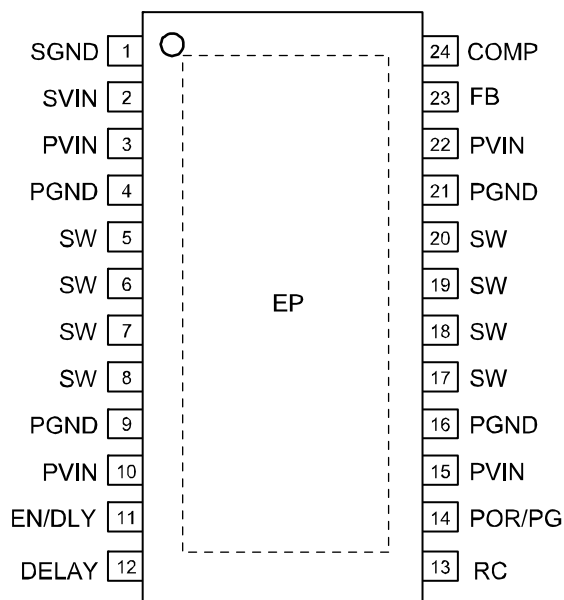 SGND 1 24 COMP
SVIN 2 23 FB
PVIN 3 22 PVIN
PGND 4 21 PGND
SW 5 20 SW
SW 6 19 SW
EP
SW 7 18 SW
SW 8 17 SW
PGND 9 16 PGND
PVIN 10 15 PVIN
EN/DLY 11 14 POR/PG
DELAY 12 13 RC